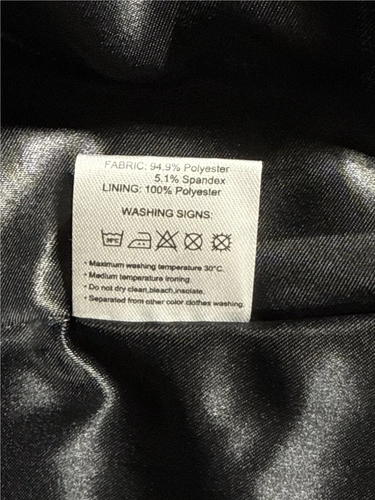 FABRIC: 94.9% Polyester
5.1% Spandex
LINING: 100% Polyester
WASHING SIGNS:
30°C
• Maximum washing temperature 30°C.
• Medium temperature ironing.
• Do not dry clean,bleach,insolate.
• Separated from other color clothes washing.